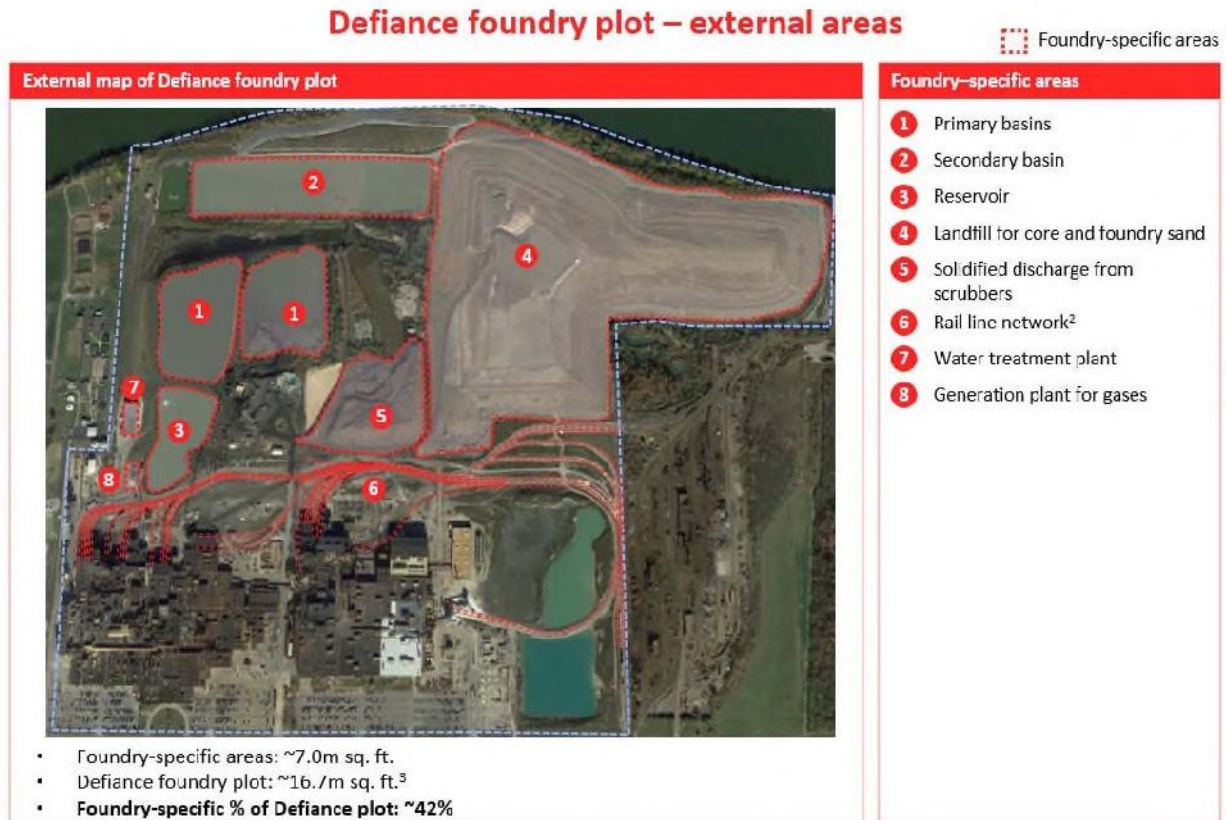 Defiance foundry plot – external areas
Foundry-specific areas
External map of Defiance foundry plot
2
4
1
1
7
3
5
8
6
• Foundry-specific areas: ~7.0m sq. ft.
• Defiance foundry plot: ~16.7m sq. ft.³
• Foundry-specific % of Defiance plot: ~42%
Foundry–specific areas
1 Primary basins
2 Secondary basin
3 Reservoir
4 Landfill for core and foundry sand
5 Solidified discharge from
scrubbers
6 Rail line network²
7 Water treatment plant
8 Generation plant for gases